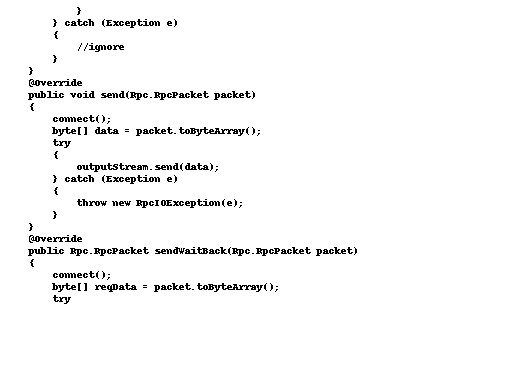 }
} catch (Exception e)
{
//ignore
}
}
@Override
public void send(Rpc.RpcPacket packet)
{
connect();
byte[] data = packet.toByteArray();
try
{
outputStream.send(data);
} catch (Exception e)
{
throw new RpcIOException(e);
}
}
@Override
public Rpc.RpcPacket sendWaitBack(Rpc.RpcPacket packet)
{
connect();
byte[] reqData = packet.toByteArray();
try